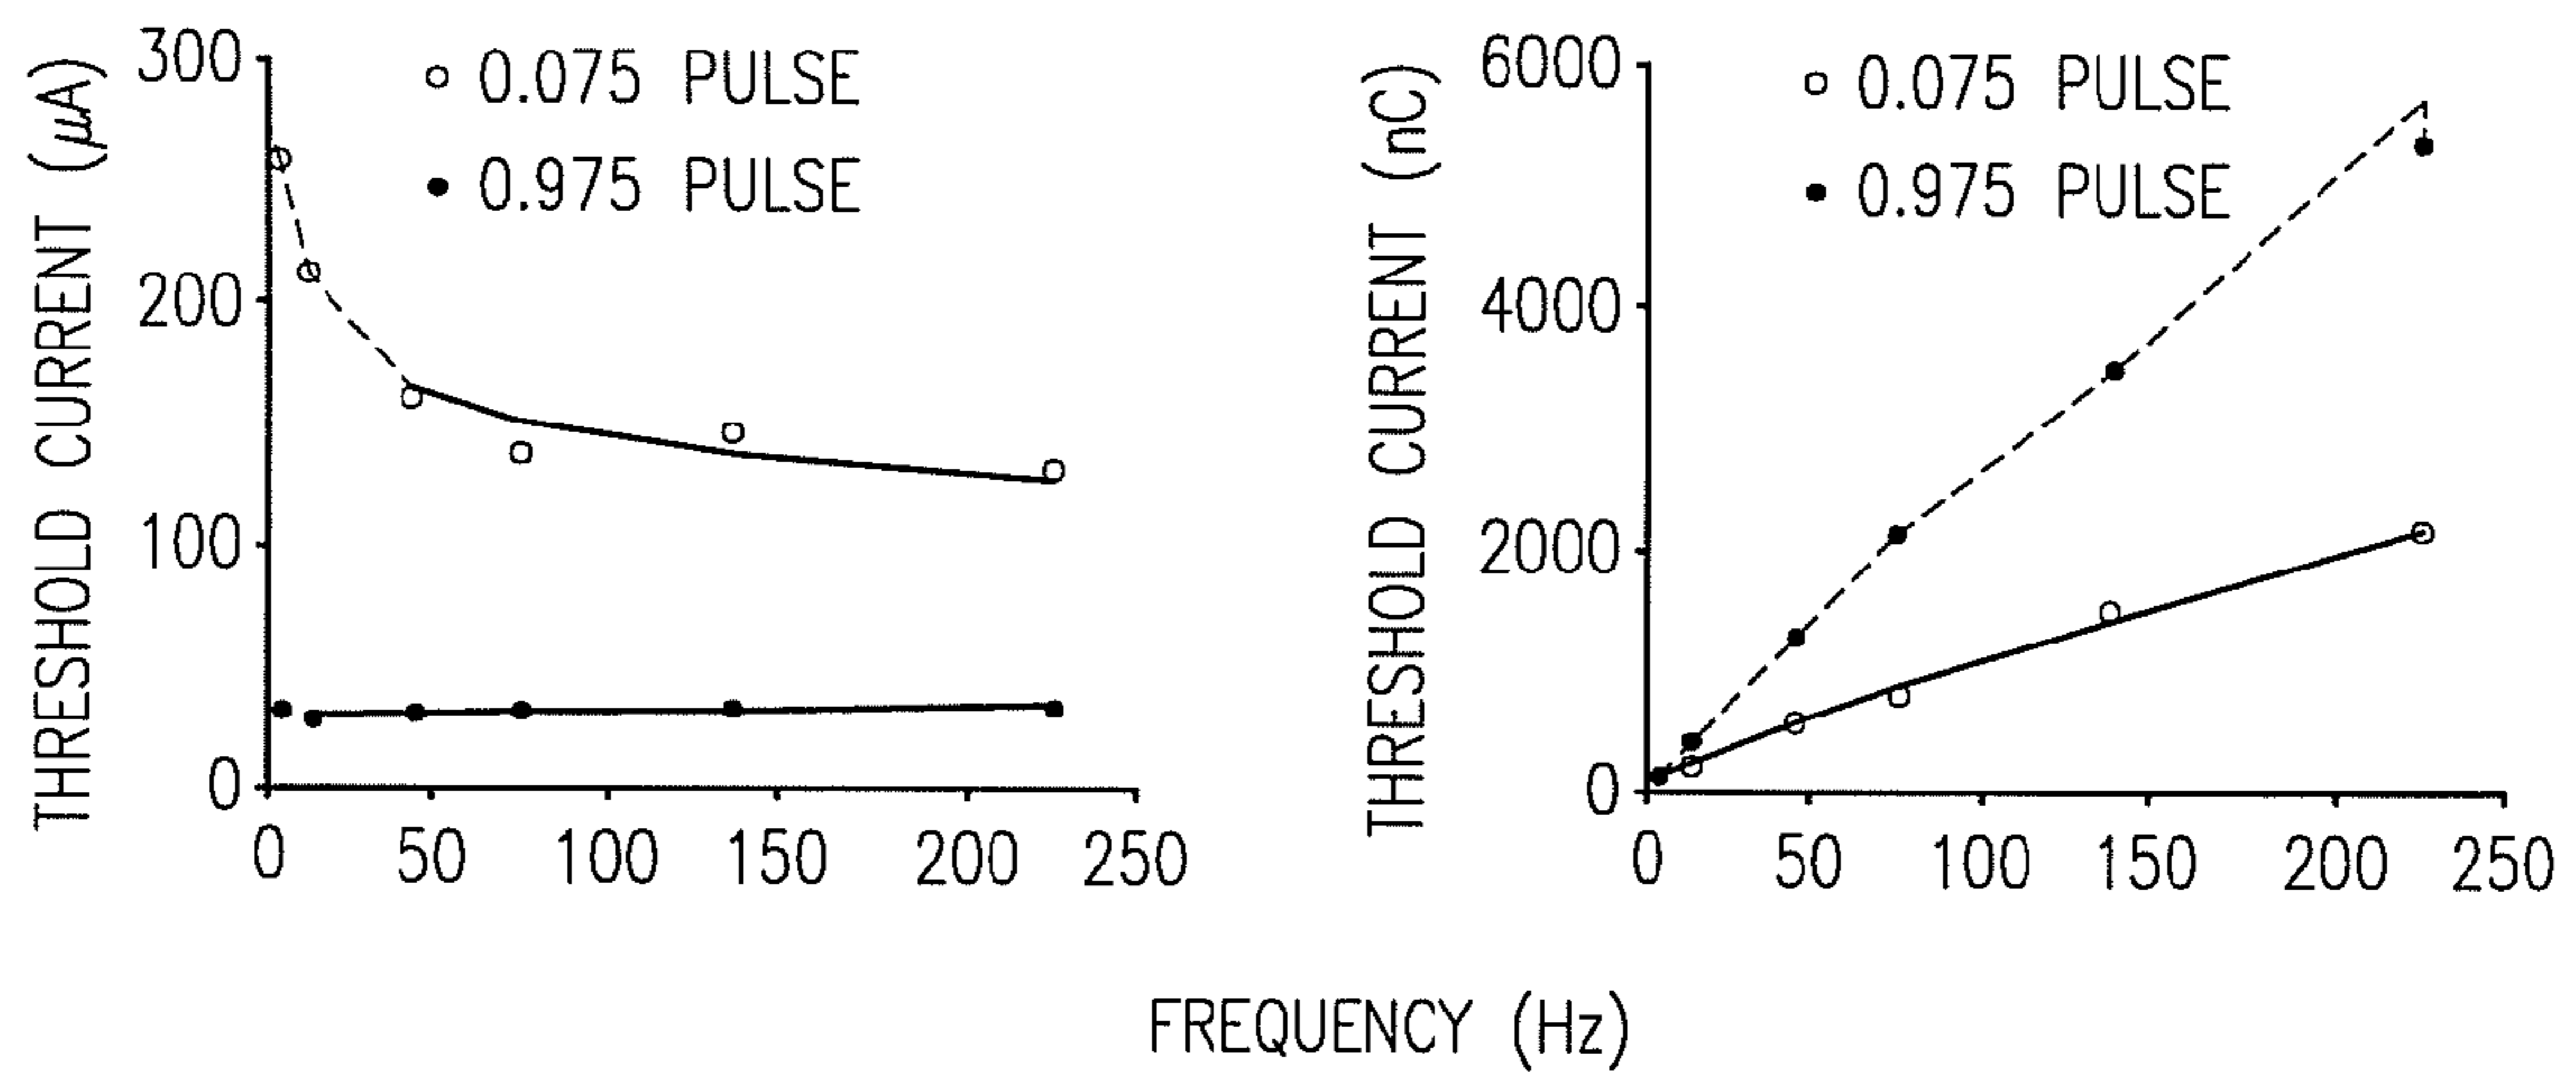 THRESHOLD CURRENT (μA)
300
200
100
0
0.075 PULSE
0.975 PULSE
0 50 100 150 200 250
THRESHOLD CURRENT (nC)
6000
4000
2000
0
0.075 PULSE
0.975 PULSE
0 50 100 150 200 250
FREQUENCY (Hz)